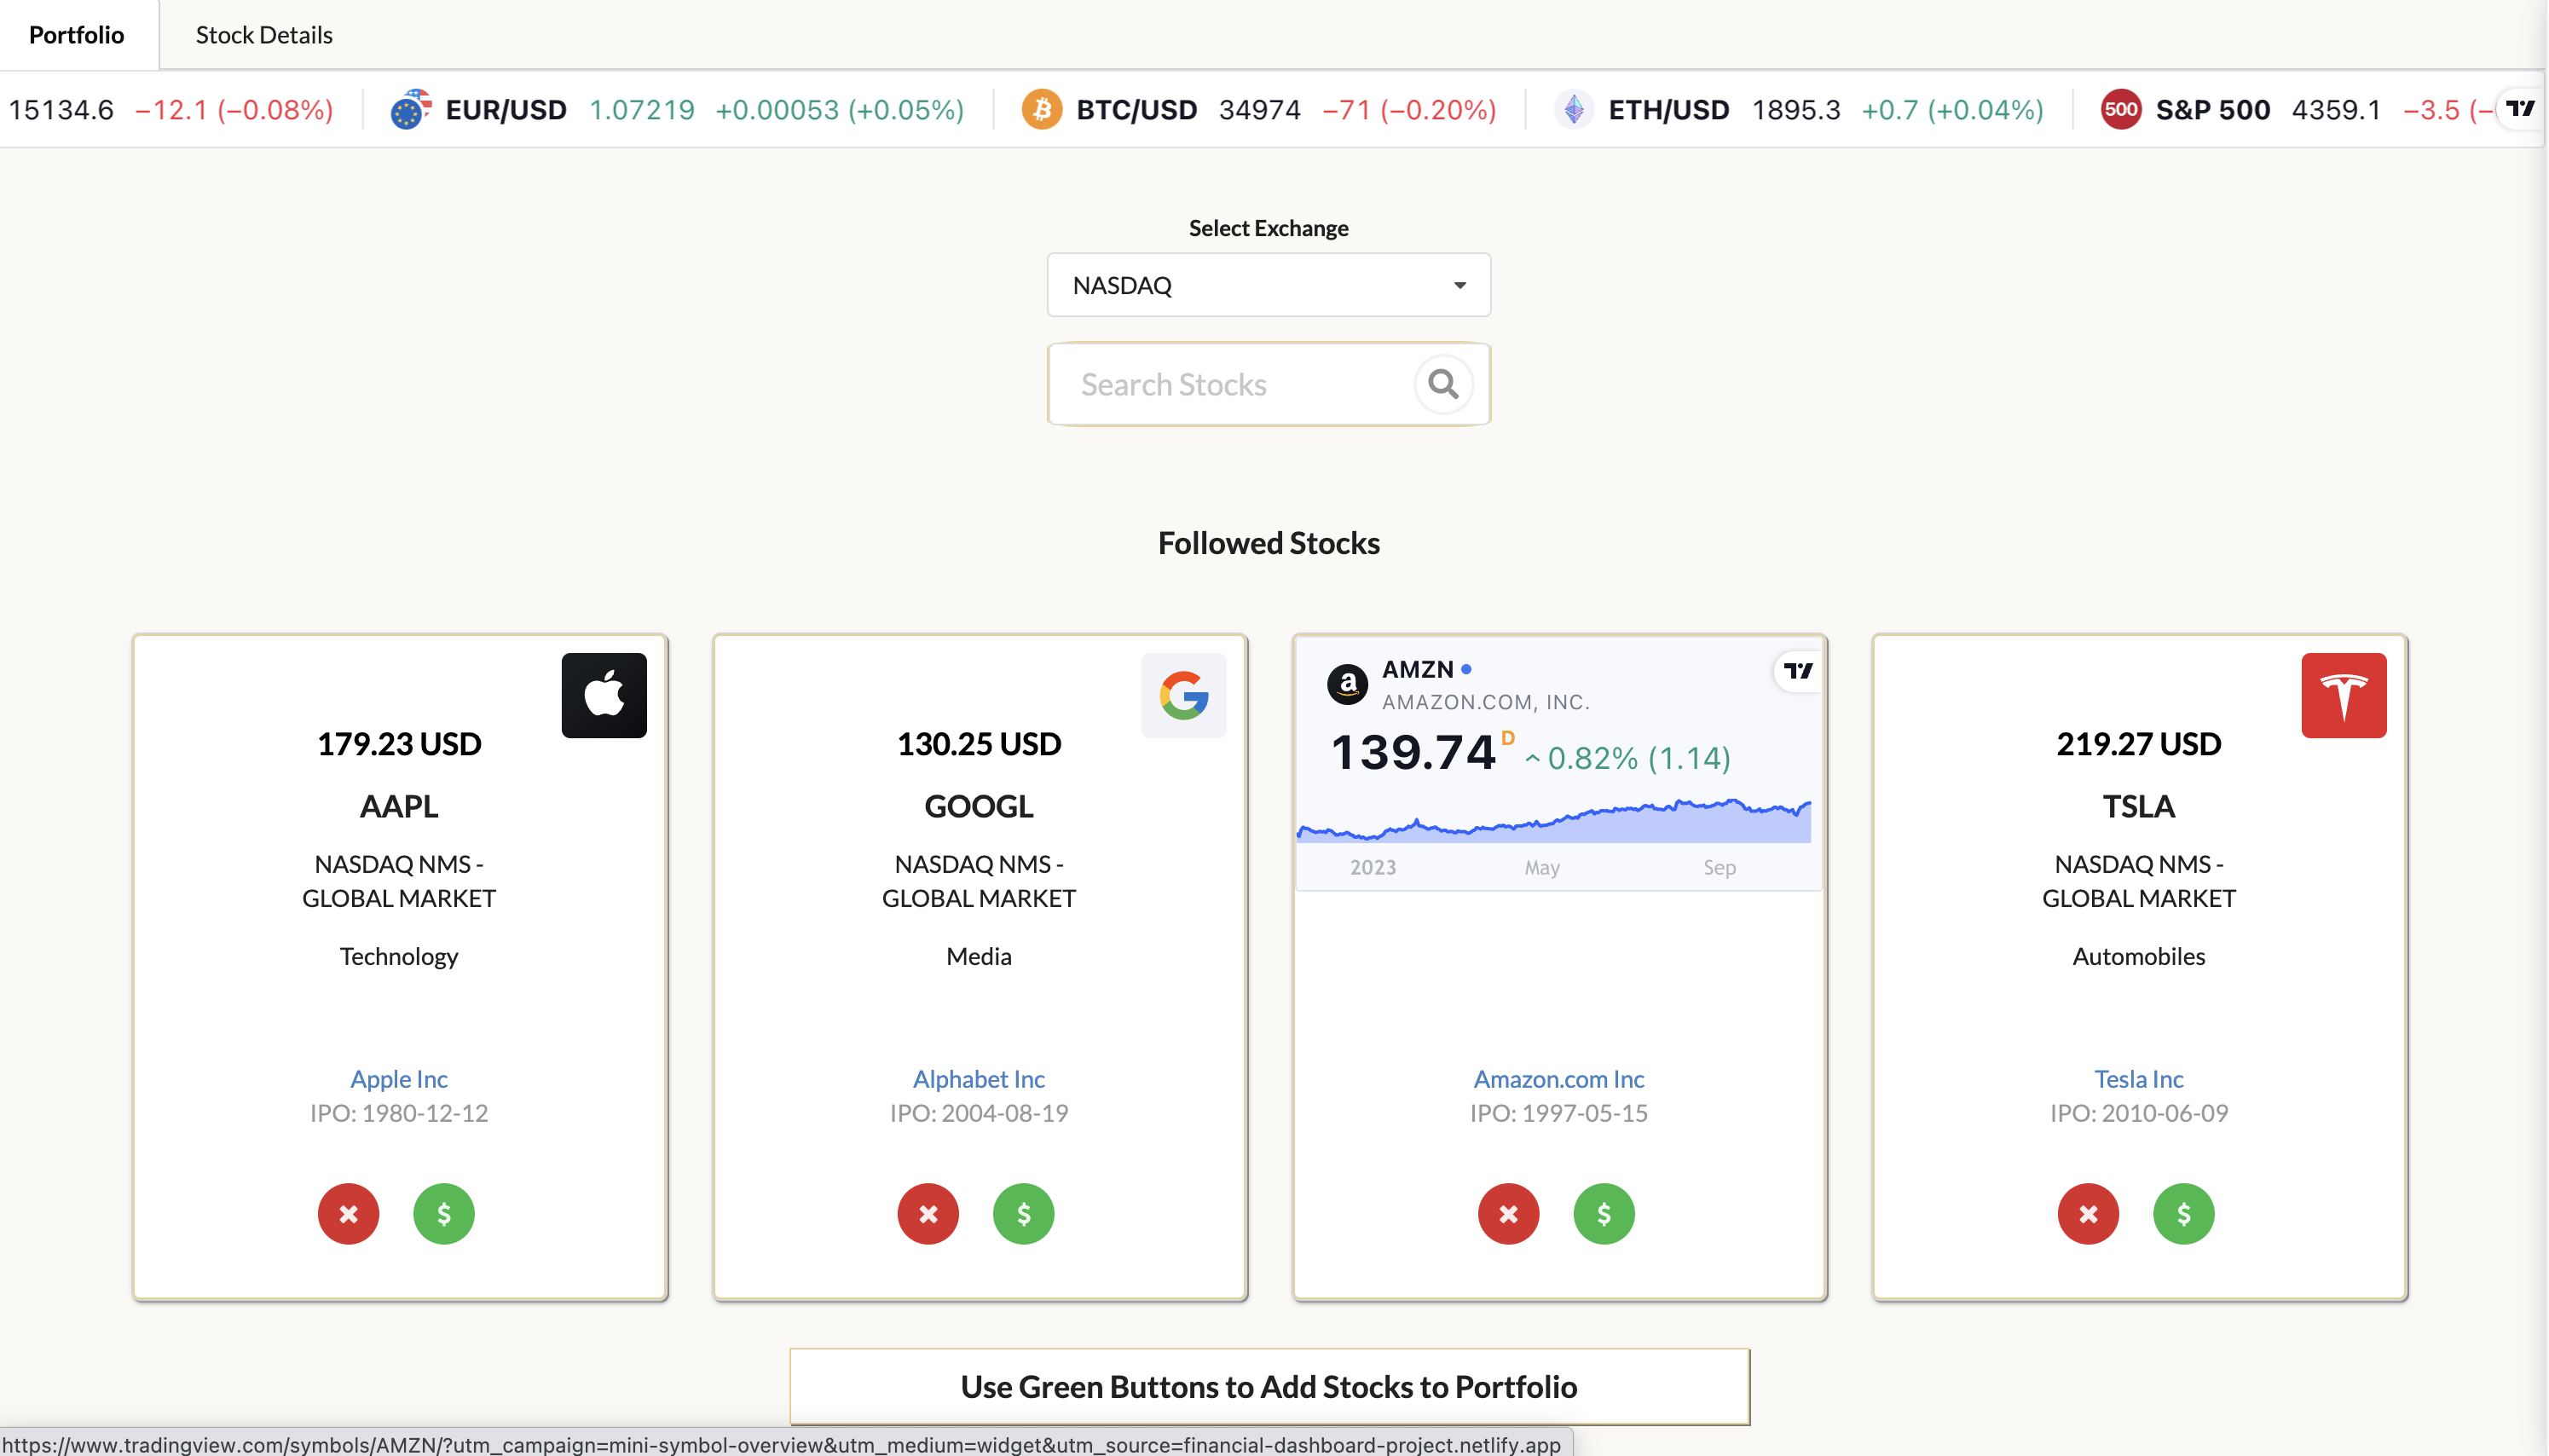 Portfolio
Stock Details
15134.6 −12.1 (−0.08%) EUR/USD 1.07219 +0.00053 (+0.05%) BTC/USD 34974 −71 (−0.20%) ETH/USD 1895.3 +0.7 (+0.04%) 500 S&P 500 4359.1 −3.5 (−
Select Exchange
NASDAQ
Search Stocks
Followed Stocks
179.23 USD
AAPL
NASDAQ NMS -
GLOBAL MARKET
Technology
Apple Inc
IPO: 1980-12-12
$
130.25 USD
GOOGL
NASDAQ NMS -
GLOBAL MARKET
Media
Alphabet Inc
IPO: 2004-08-19
$
AMZN
AMAZON.COM, INC.
139.74 D 0.82% (1.14)
2023 May Sep
Amazon.com Inc
IPO: 1997-05-15
$
219.27 USD
TSLA
NASDAQ NMS -
GLOBAL MARKET
Automobiles
Tesla Inc
IPO: 2010-06-09
$
Use Green Buttons to Add Stocks to Portfolio
https://www.tradingview.com/symbols/AMZN/?utm_campaign=mini-symbol-overview&utm_medium=widget&utm_source=financial-dashboard-project.netlify.app